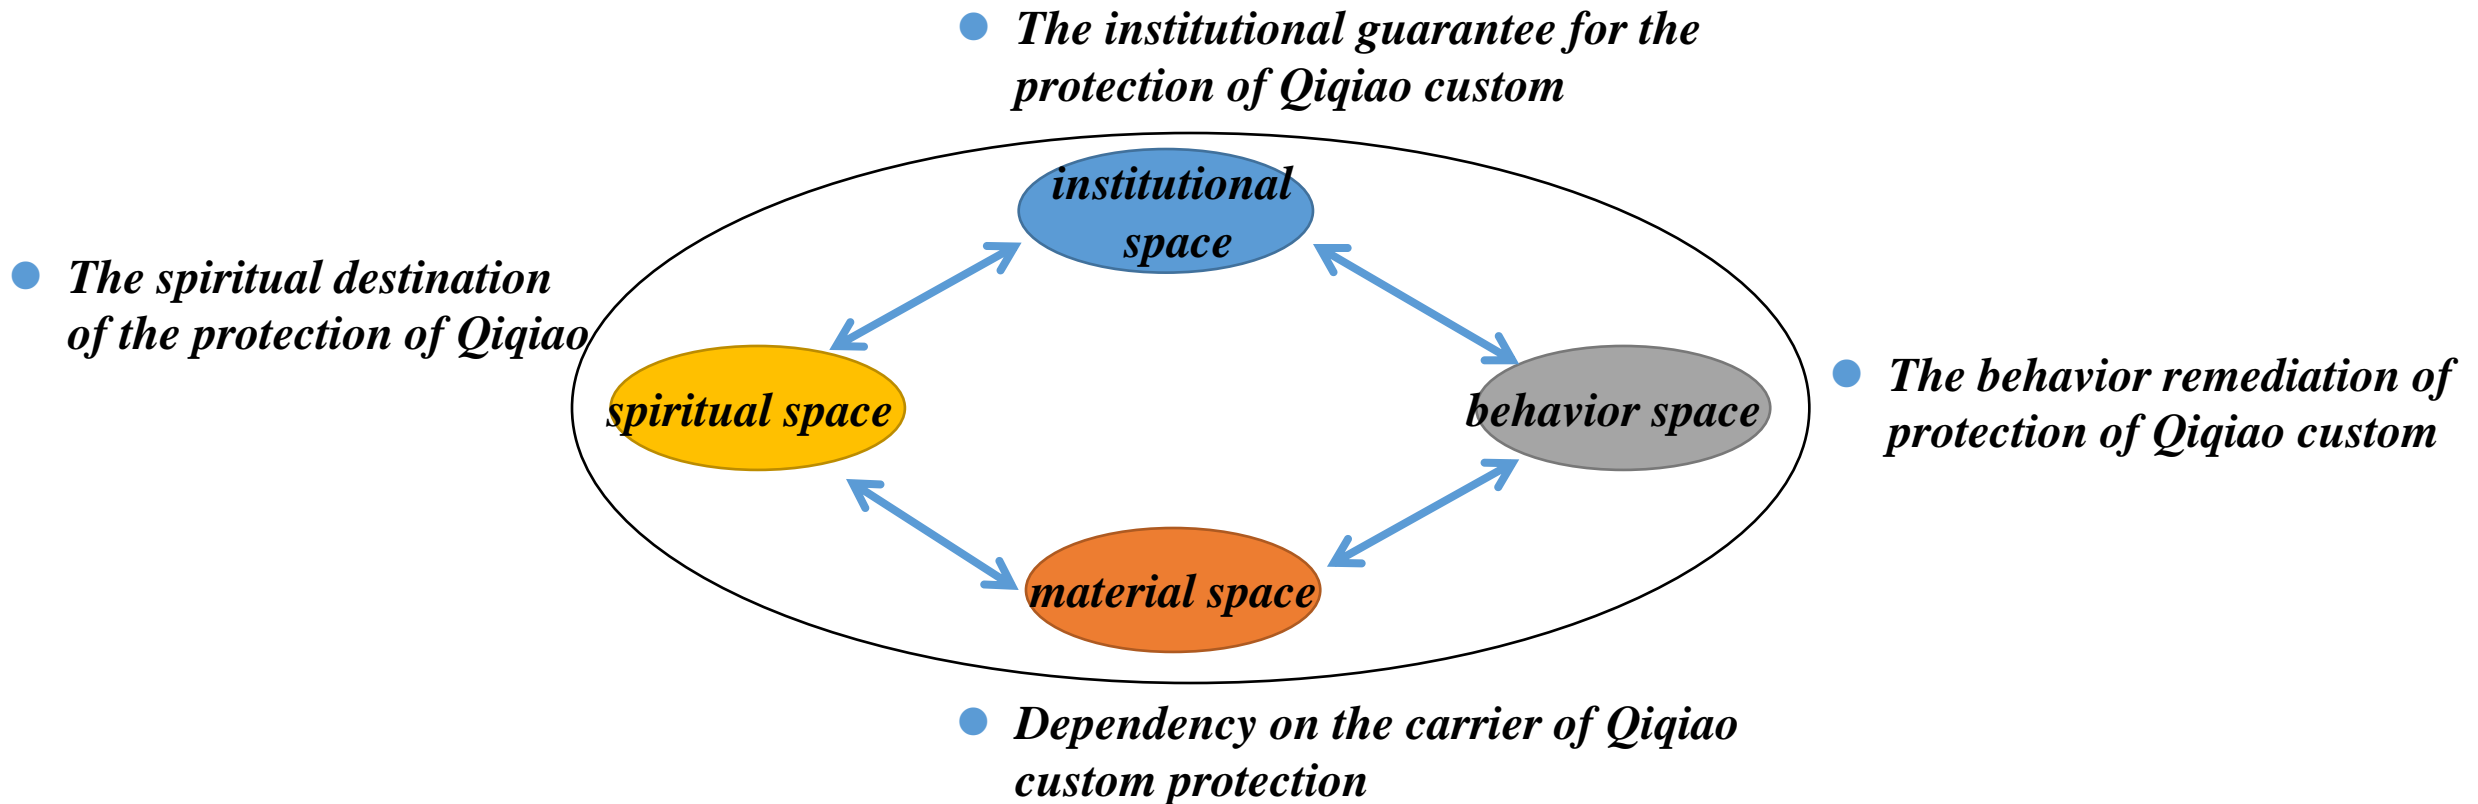 The institutional guarantee for the
protection of Qiqiao custom
institutional
space
The spiritual destination
of the protection of Qiqiao
spiritual space
behavior space
The behavior remediation of
protection of Qiqiao custom
material space
Dependency on the carrier of Qiqiao
custom protection